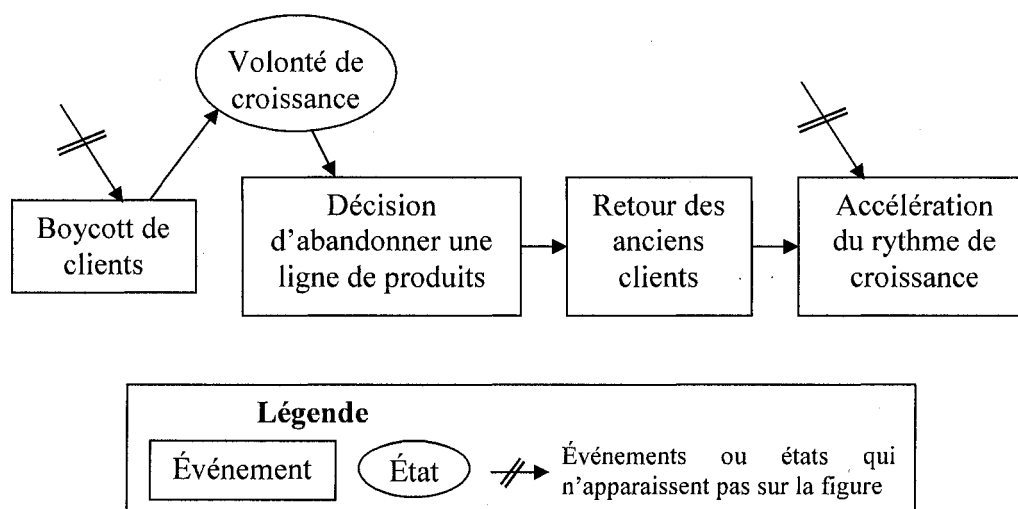 Volonté de
croissance
Boycott de
clients
Décision
d'abandonner une
ligne de produits
Retour des
anciens
clients
Accélération
du rythme de
croissance
Légende
Événement
État
Événements ou états qui
n'apparaissent pas sur la figure